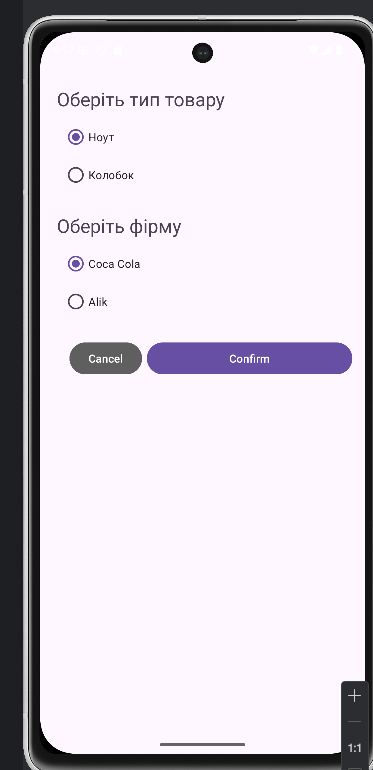 Оберіть тип товару
Ноут
Колобок
Оберіть фірму
Coca Cola
Alik
Cancel Confirm
1:1